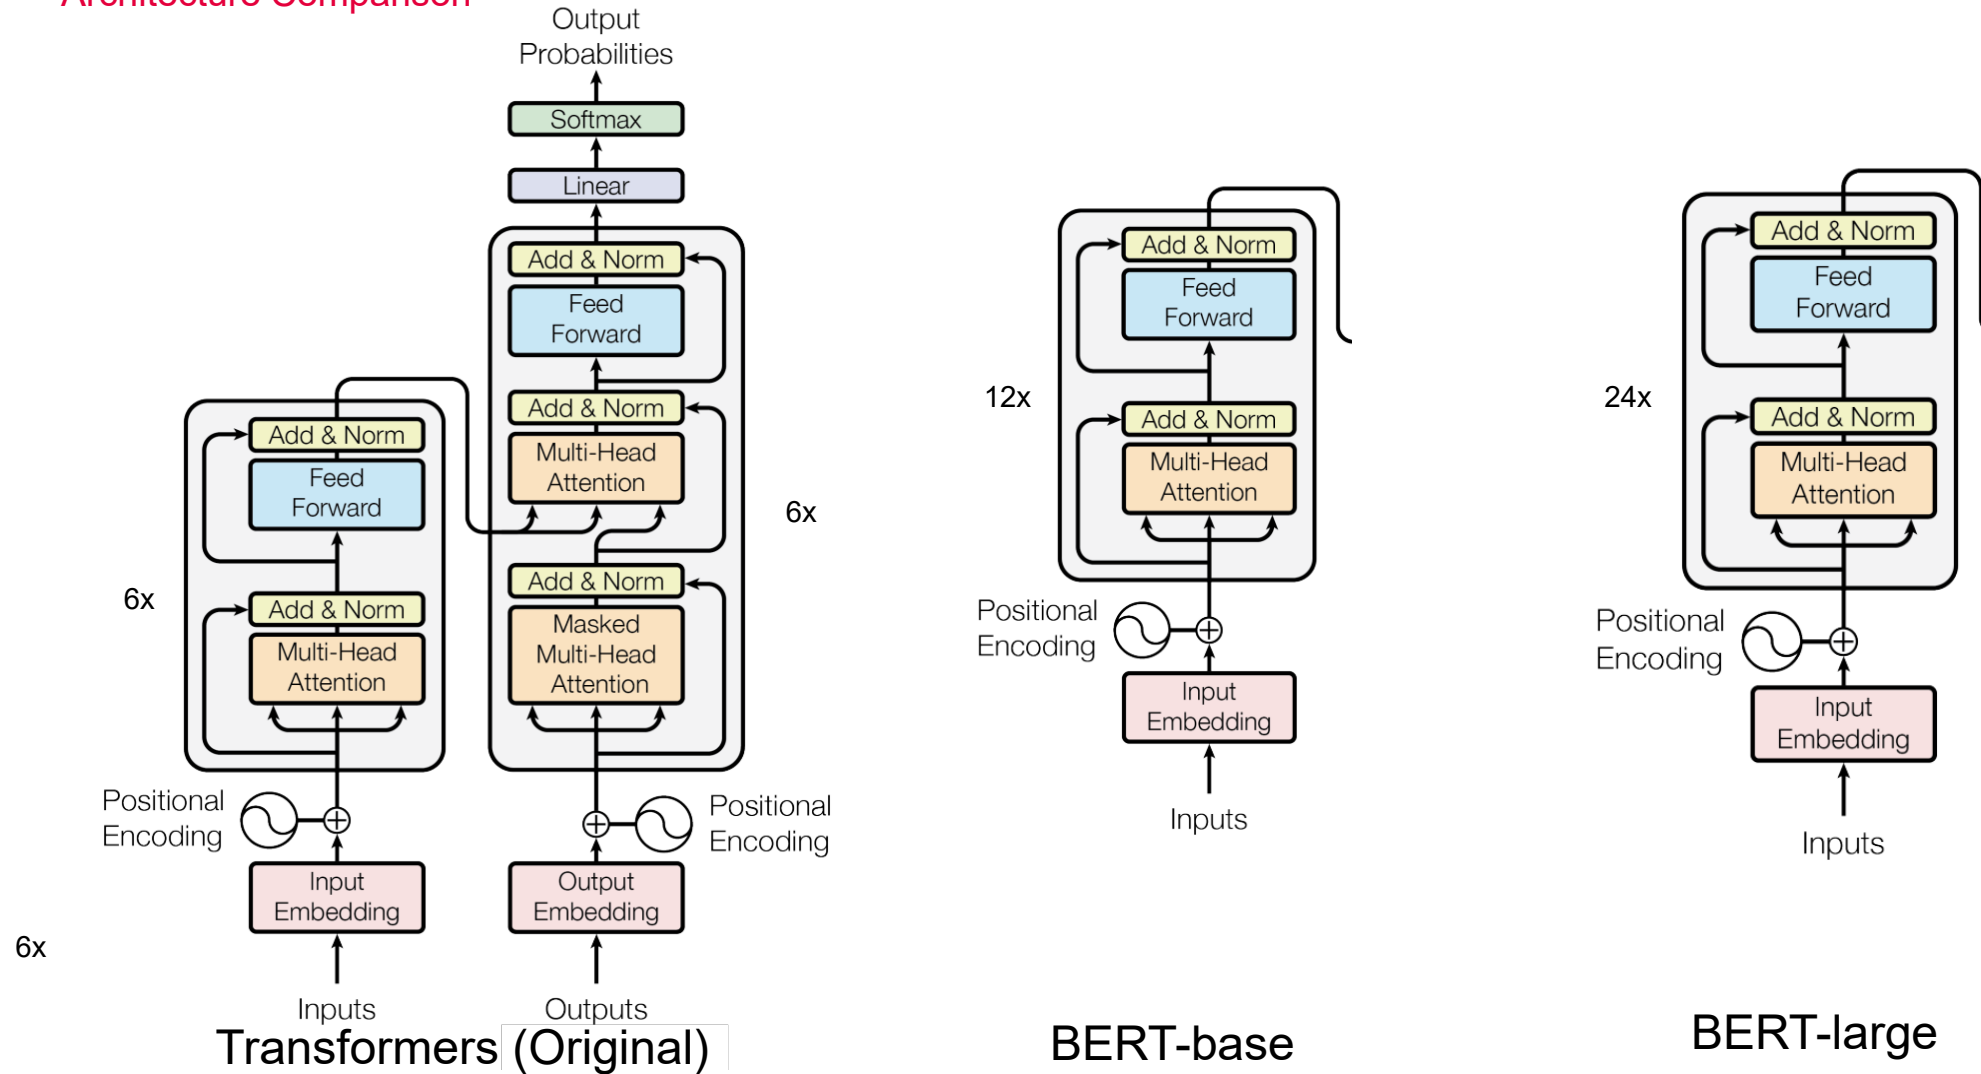 Architecture Comparison
Output
Probabilities
Softmax
Linear
Add & Norm
Feed
Forward
Add & Norm
Multi-Head
Attention
6x
Add & Norm
Masked
Multi-Head
Attention
Positional
Encoding
Output
Embedding
Outputs
Add & Norm
Feed
Forward
6x
Add & Norm
Multi-Head
Attention
Positional
Encoding
Input
Embedding
6x
Inputs
Transformers (Original)
Add & Norm
Feed
Forward
12x
Add & Norm
Multi-Head
Attention
Positional
Encoding
Input
Embedding
Inputs
BERT-base
Add & Norm
Feed
Forward
24x
Add & Norm
Multi-Head
Attention
Positional
Encoding
Input
Embedding
Inputs
BERT-large